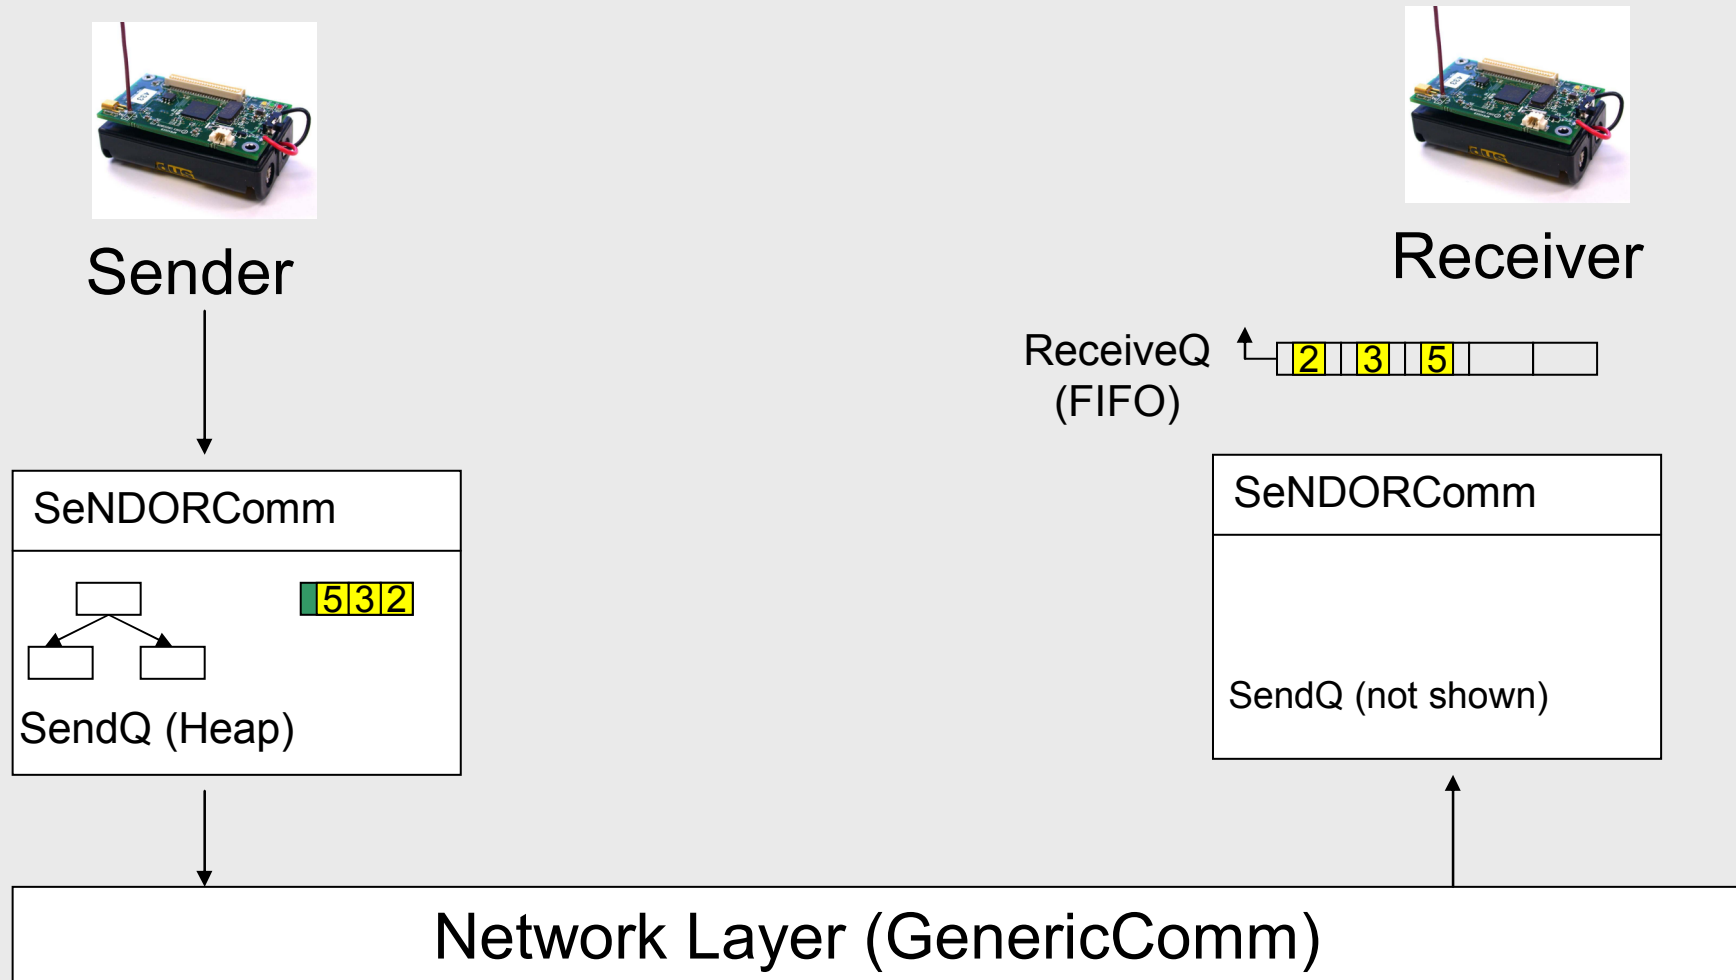 Sender
Receiver
ReceiveQ
(FIFO)
2 3 5
SeNDORComm
5 3 2
SendQ (Heap)
SeNDORComm
SendQ (not shown)
Network Layer (GenericComm)